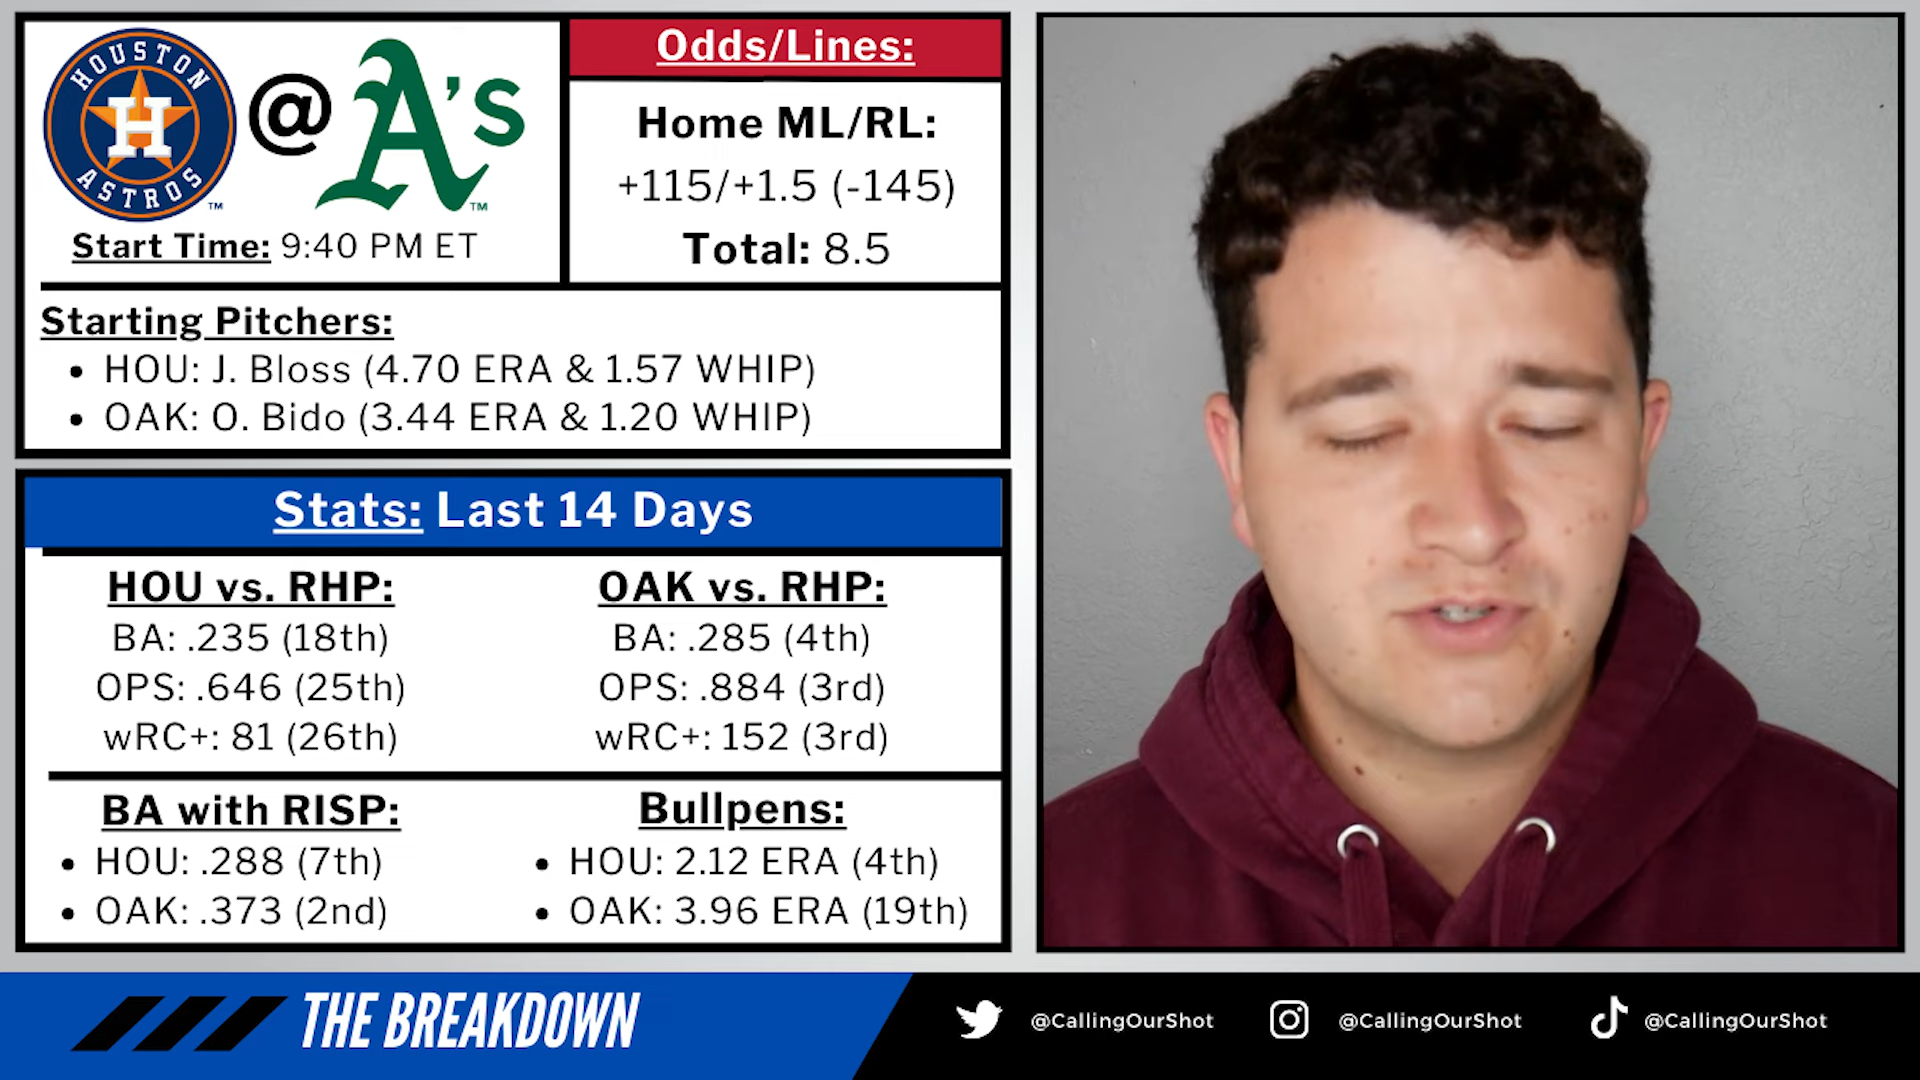 HOUSTON
H
ASTROS
TM
@
A's
TM
Start Time: 9:40 PM ET
Odds/Lines:
Home ML/RL:
+115/+1.5 (-145)
Total: 8.5
Starting Pitchers:
• HOU: J. Bloss (4.70 ERA & 1.57 WHIP)
• OAK: O. Bido (3.44 ERA & 1.20 WHIP)
Stats: Last 14 Days
HOU vs. RHP:
BA: .235 (18th)
OPS: .646 (25th)
wRC+: 81 (26th)
OAK vs. RHP:
BA: .285 (4th)
OPS: .884 (3rd)
wRC+: 152 (3rd)
BA with RISP:
• HOU: .288 (7th)
• OAK: .373 (2nd)
Bullpens:
• HOU: 2.12 ERA (4th)
• OAK: 3.96 ERA (19th)
THE BREAKDOWN
@CallingOurShot
@CallingOurShot
@CallingOurShot